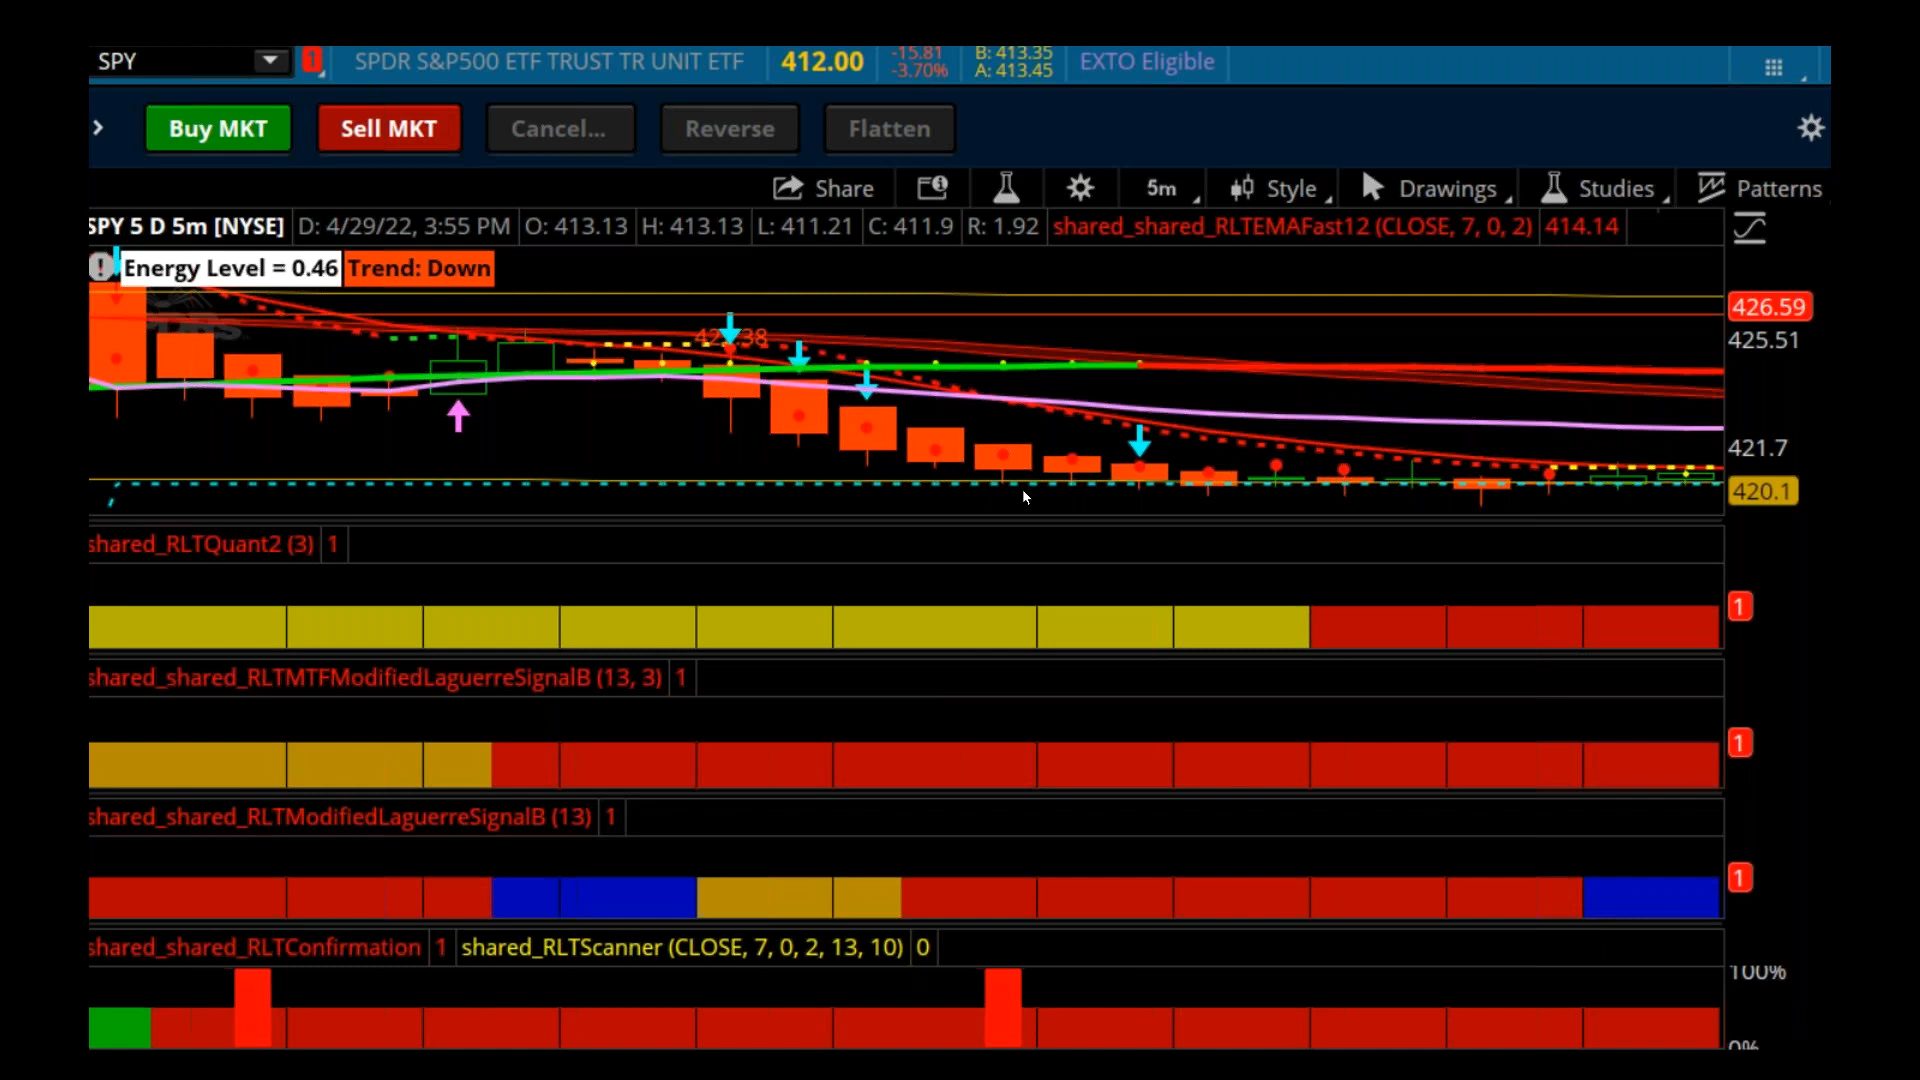 SPY 1 SPDR S&P500 ETF TRUST TR UNIT ETF 412.00 -15.81 B: 413.35 EXTO Eligible
-3.70% A: 413.45
Buy MKT Sell MKT Cancel... Reverse Flatten
Share 5m Style Drawings Studies Patterns
SPY 5 D 5m [NYSE] D: 4/29/22, 3:55 PM O: 413.13 H: 413.13 L: 411.21 C: 411.9 R: 1.92 shared_shared_RLTEMAFast12 (CLOSE, 7, 0, 2) 414.14
Energy Level = 0.46 Trend: Down
426.59
425.51
421.7
420.1
shared_RLTQuant2 (3) 1
1
shared_shared_RLTMTFModifiedLaguerreSignalB (13, 3) 1
1
shared_shared_RLTModifiedLaguerreSignalB (13) 1
1
shared_shared_RLTConfirmation 1 shared_RLTScanner (CLOSE, 7, 0, 2, 13, 10) 0
100%
0%